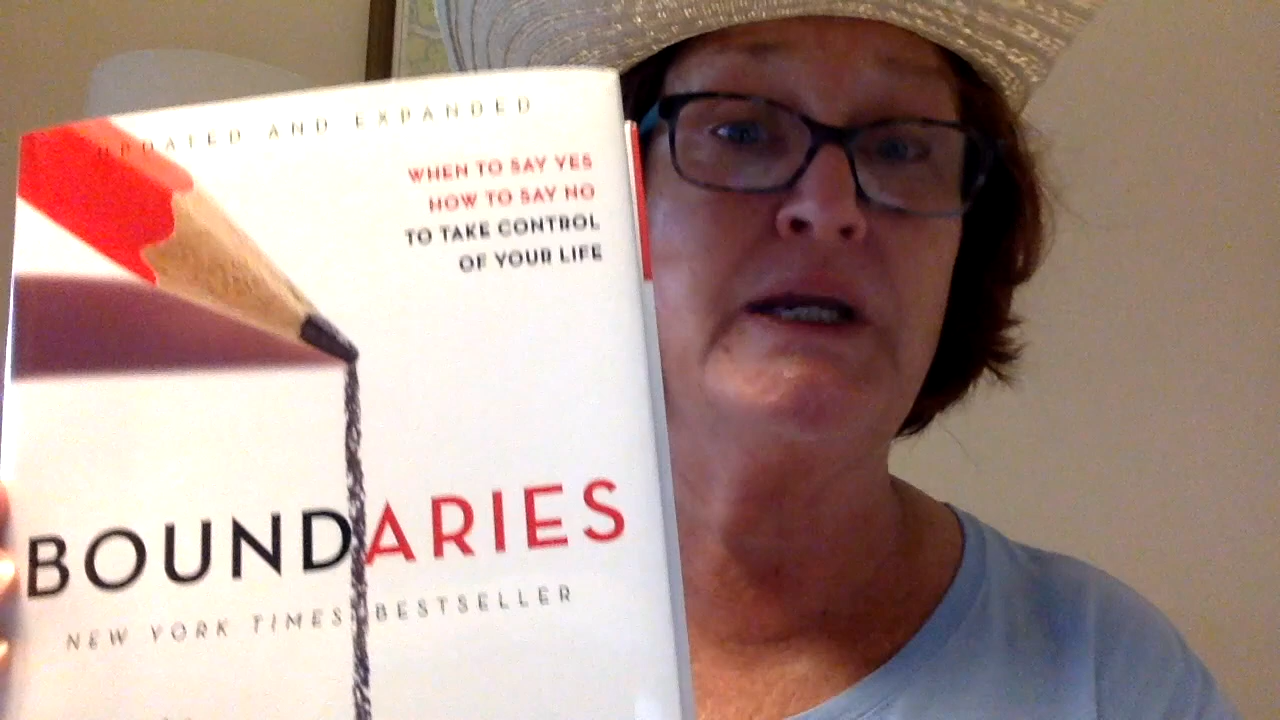 UPDATED AND EXPANDED
WHEN TO SAY YES
HOW TO SAY NO
TO TAKE CONTROL
OF YOUR LIFE
BOUNDARIES
NEW YORK TIMES BESTSELLER